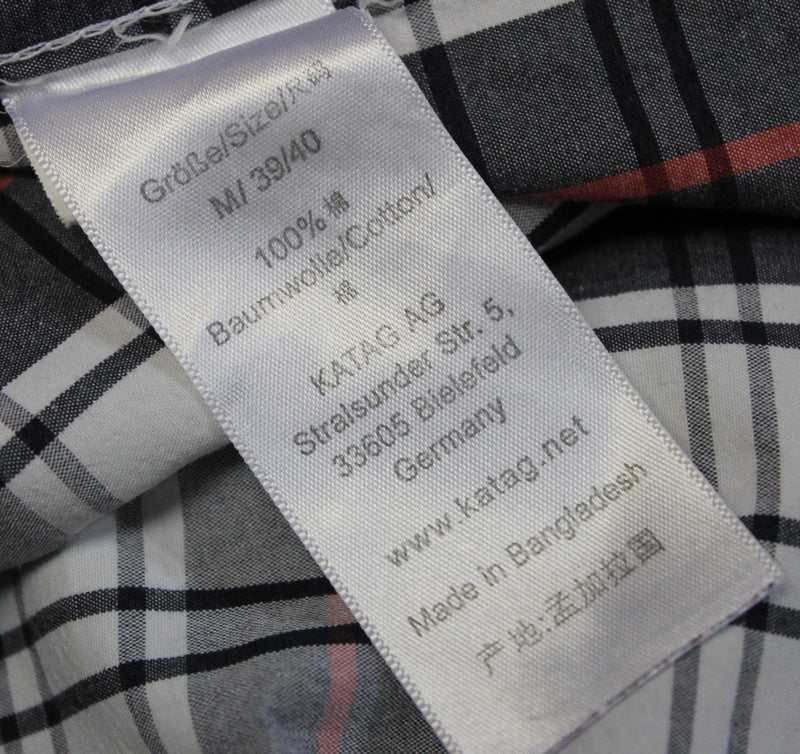 Größe/Size/尺码
M/ 39/40
100% 棉
Baumwolle/Cotton/
棉
KATAG AG
Stralsunder Str. 5,
33605 Bielefeld
Germany
www.katag.net
Made in Bangladesh
产地:孟加拉国